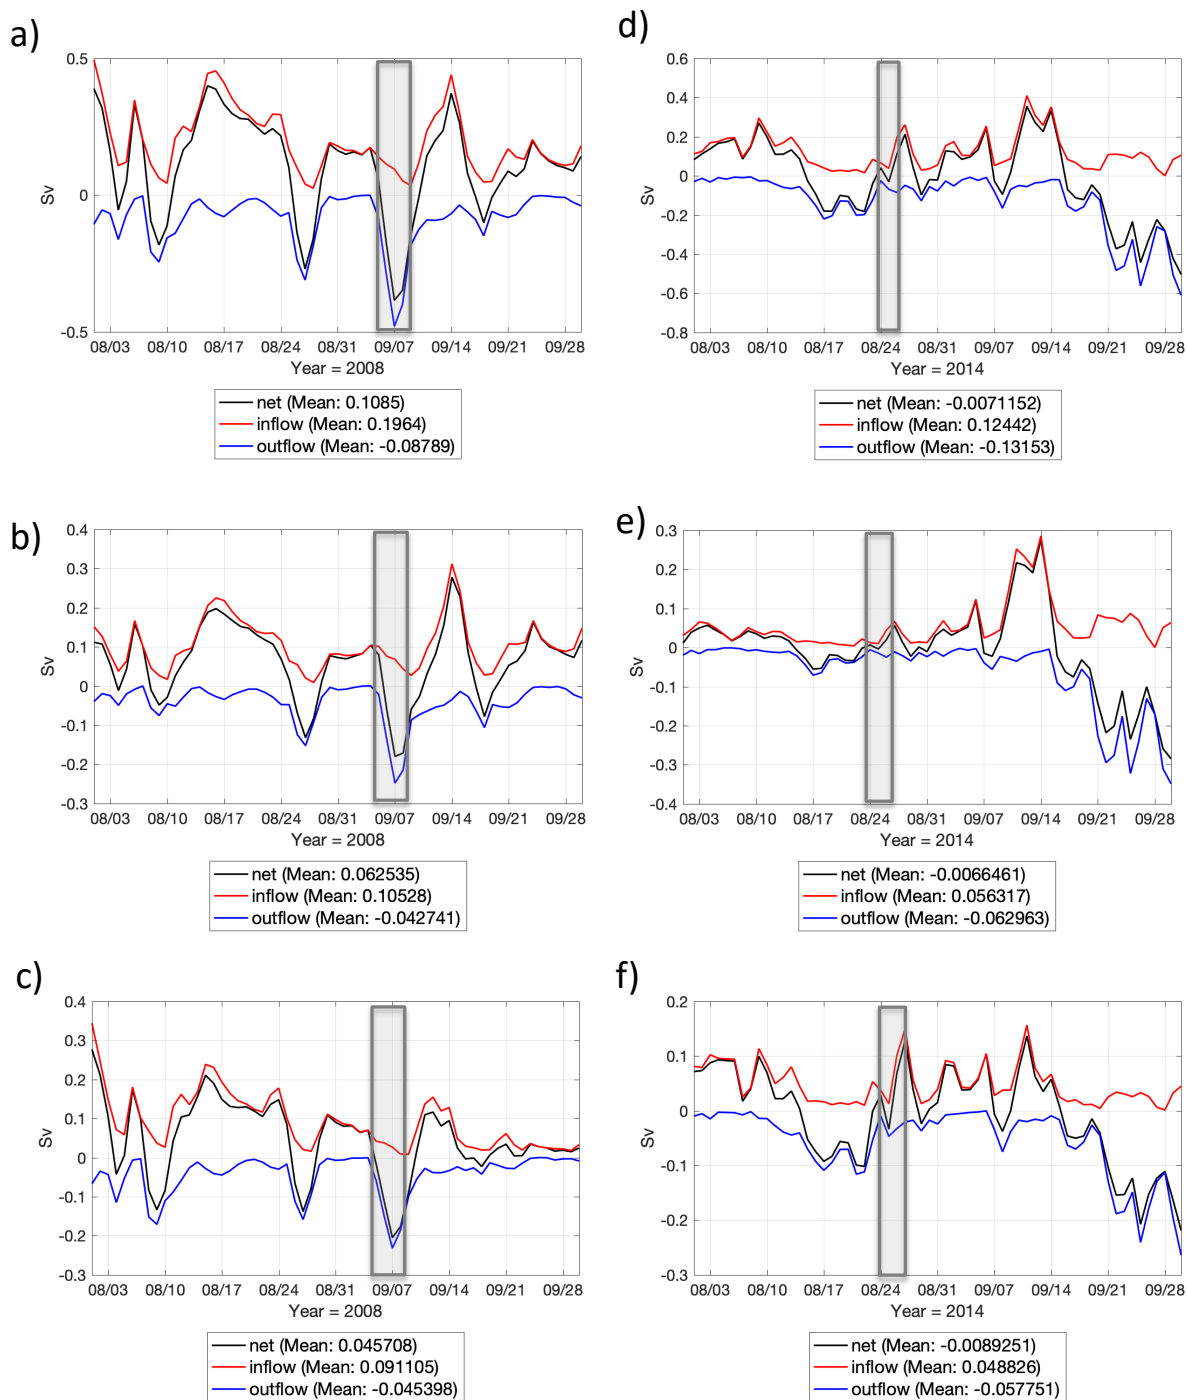 a)
0.5
0
0.5
Sv
08/03 08/10 08/17 08/24 08/31 09/07 09/14 09/21 09/28
Year = 2008
net (Mean: 0.1085)
inflow (Mean: 0.1964)
outflow (Mean: -0.08789)
b)
0.4
0.3
0.2
0.1
0
-0.1
-0.2
-0.3
Sv
08/03 08/10 08/17 08/24 08/31 09/07 09/14 09/21 09/28
Year = 2008
net (Mean: 0.062535)
inflow (Mean: 0.10528)
outflow (Mean: -0.042741)
c)
0.4
0.3
0.2
0.1
0
-0.1
-0.2
-0.3
Sv
08/03 08/10 08/17 08/24 08/31 09/07 09/14 09/21 09/28
Year = 2008
net (Mean: 0.045708)
inflow (Mean: 0.091105)
outflow (Mean: -0.045398)
d)
0.6
0.4
0.2
0
-0.2
-0.4
-0.6
-0.8
Sv
08/03 08/10 08/17 08/24 08/31 09/07 09/14 09/21 09/28
Year = 2014
net (Mean: -0.0071152)
inflow (Mean: 0.12442)
outflow (Mean: -0.13153)
e)
0.3
0.2
0.1
0
-0.1
-0.2
-0.3
-0.4
Sv
08/03 08/10 08/17 08/24 08/31 09/07 09/14 09/21 09/28
Year = 2014
net (Mean: -0.0066461)
inflow (Mean: 0.056317)
outflow (Mean: -0.062963)
f)
0.2
0.1
0
-0.1
-0.2
-0.3
Sv
08/03 08/10 08/17 08/24 08/31 09/07 09/14 09/21 09/28
Year = 2014
net (Mean: -0.0089251)
inflow (Mean: 0.048826)
outflow (Mean: -0.057751)